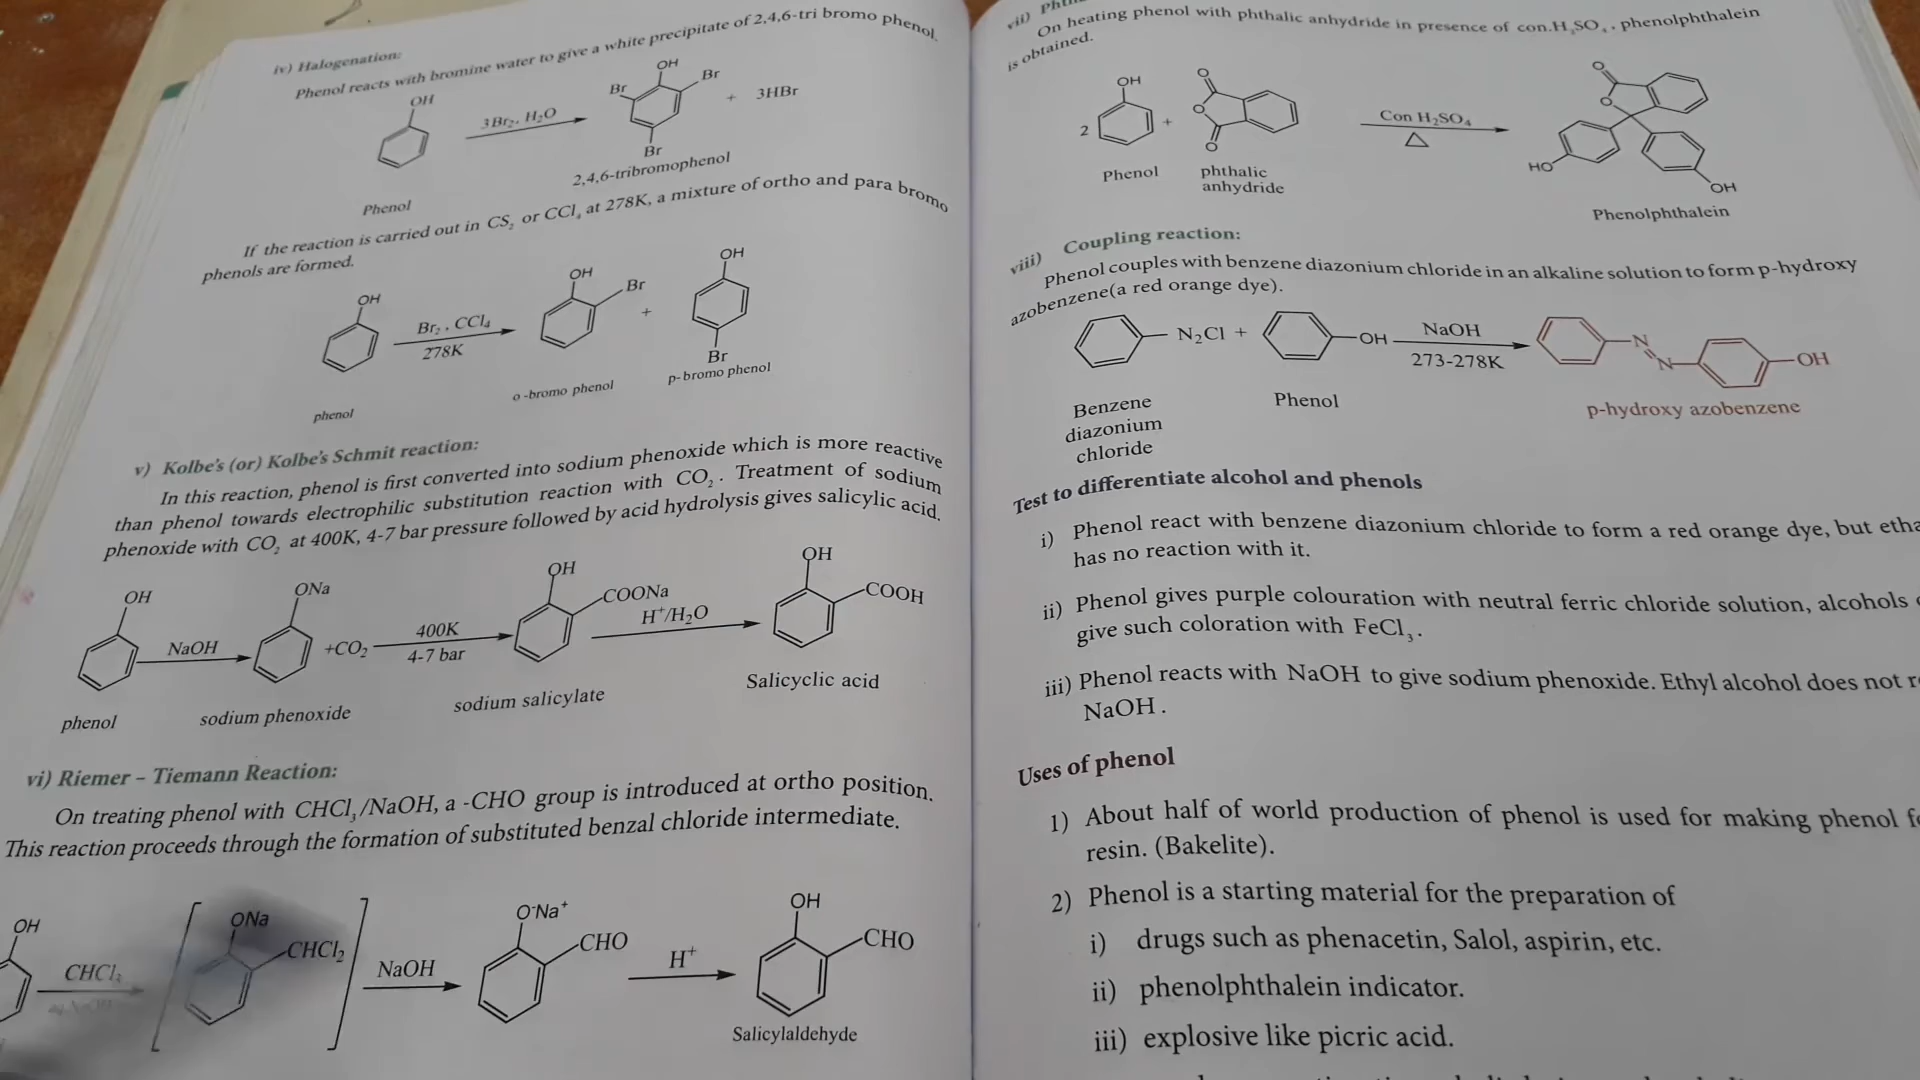 iv) Halogenation:
Phenol reacts with bromine water to give a white precipitate of 2,4,6-tri bromo phenol.
OH
3Br₂, H₂O
OH
Br
Br
Br
+ 3HBr
Phenol
2,4,6-tribromophenol
If the reaction is carried out in CS₂ or CCl₄ at 278K, a mixture of ortho and para bromo
phenols are formed.
OH
Br₂ , CCl₄
278K
OH
Br
+
OH
Br
phenol
o -bromo phenol
p- bromo phenol
v) Kolbe's (or) Kolbe's Schmit reaction:
In this reaction, phenol is first converted into sodium phenoxide which is more reactive
than phenol towards electrophilic substitution reaction with CO₂ . Treatment of sodium
phenoxide with CO₂ at 400K, 4-7 bar pressure followed by acid hydrolysis gives salicylic acid.
OH
NaOH
ONa
+CO₂
400K
4-7 bar
OH
COONa
H⁺/H₂O
OH
COOH
phenol
sodium phenoxide
sodium salicylate
Salicyclic acid
vi) Riemer – Tiemann Reaction:
On treating phenol with CHCl₃/NaOH, a -CHO group is introduced at ortho position.
This reaction proceeds through the formation of substituted benzal chloride intermediate.
OH
CHCl₃
aq.NaOH
ONa
CHCl₂
NaOH
O⁻Na⁺
CHO
H⁺
OH
CHO
Salicylaldehyde
vii)
On heating phenol with phthalic anhydride in presence of con.H₂SO₄ , phenolphthalein
is obtained.
2
OH
+
O
O
O
Con H₂SO₄
△
O
O
HO
OH
Phenol
phthalic
anhydride
Phenolphthalein
viii) Coupling reaction:
Phenol couples with benzene diazonium chloride in an alkaline solution to form p-hydroxy
azobenzene(a red orange dye).
N₂Cl +
OH
NaOH
273-278K
N
N
OH
Benzene
diazonium
chloride
Phenol
p-hydroxy azobenzene
Test to differentiate alcohol and phenols
i) Phenol react with benzene diazonium chloride to form a red orange dye, but etha
has no reaction with it.
ii) Phenol gives purple colouration with neutral ferric chloride solution, alcohols
give such coloration with FeCl₃ .
iii) Phenol reacts with NaOH to give sodium phenoxide. Ethyl alcohol does not r
NaOH .
Uses of phenol
1) About half of world production of phenol is used for making phenol f
resin. (Bakelite).
2) Phenol is a starting material for the preparation of
i) drugs such as phenacetin, Salol, aspirin, etc.
ii) phenolphthalein indicator.
iii) explosive like picric acid.